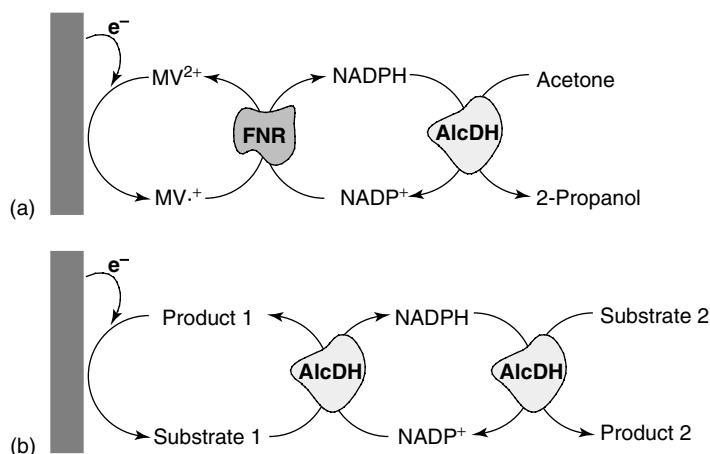 e⁻
MV²⁺ NADPH Acetone
FNR AlcDH
(a) MV·⁺ NADP⁺ 2-Propanol
e⁻
Product 1 NADPH Substrate 2
AlcDH AlcDH
(b) Substrate 1 NADP⁺ Product 2